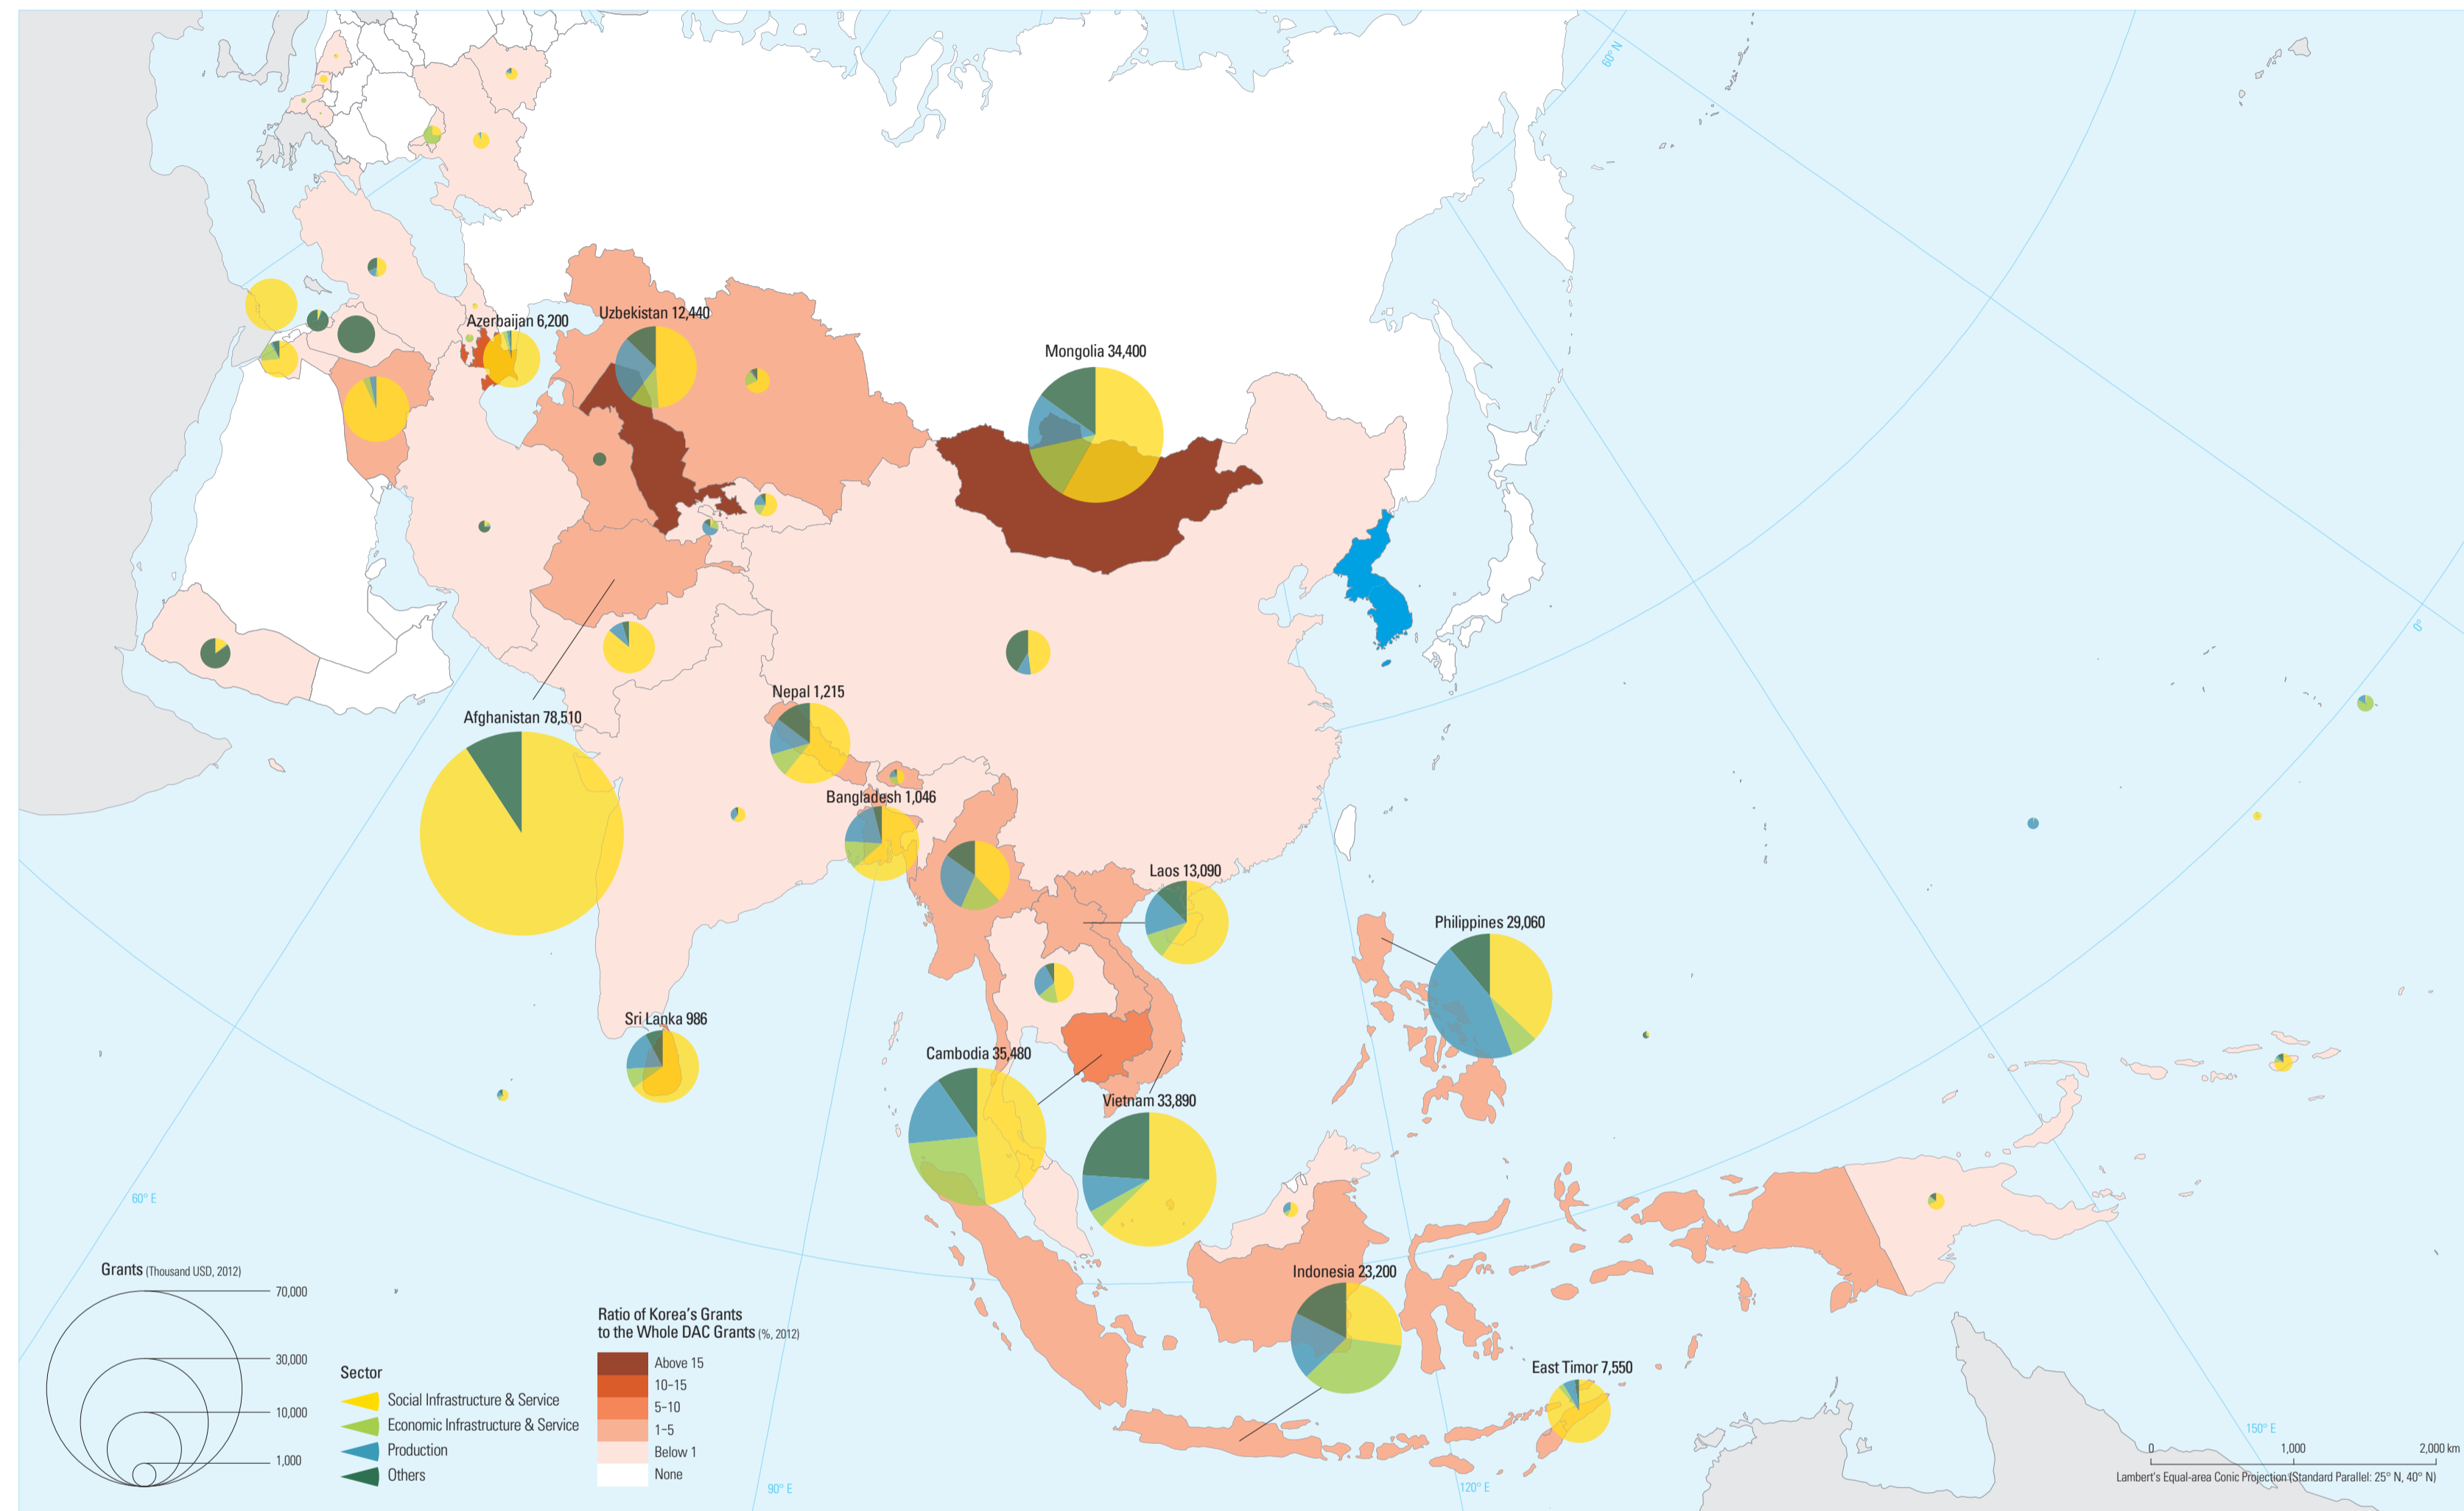 60° N
Azerbaijan 6,200
Uzbekistan 12,440
Mongolia 34,400
0°
Nepal 1,215
Afghanistan 78,510
Bangladesh 1,046
Laos 13,090
Philippines 29,060
Sri Lanka 986
Cambodia 35,480
Vietnam 33,890
60° E
Indonesia 23,200
East Timor 7,550
Grants (Thousand USD, 2012)
70,000
30,000
10,000
1,000
Sector
Social Infrastructure & Service
Economic Infrastructure & Service
Production
Others
Ratio of Korea's Grants
to the Whole DAC Grants (%, 2012)
Above 15
10–15
5–10
1–5
Below 1
None
90° E
120° E
150° E
0 1,000 2,000 km
Lambert's Equal-area Conic Projection (Standard Parallel: 25° N, 40° N)